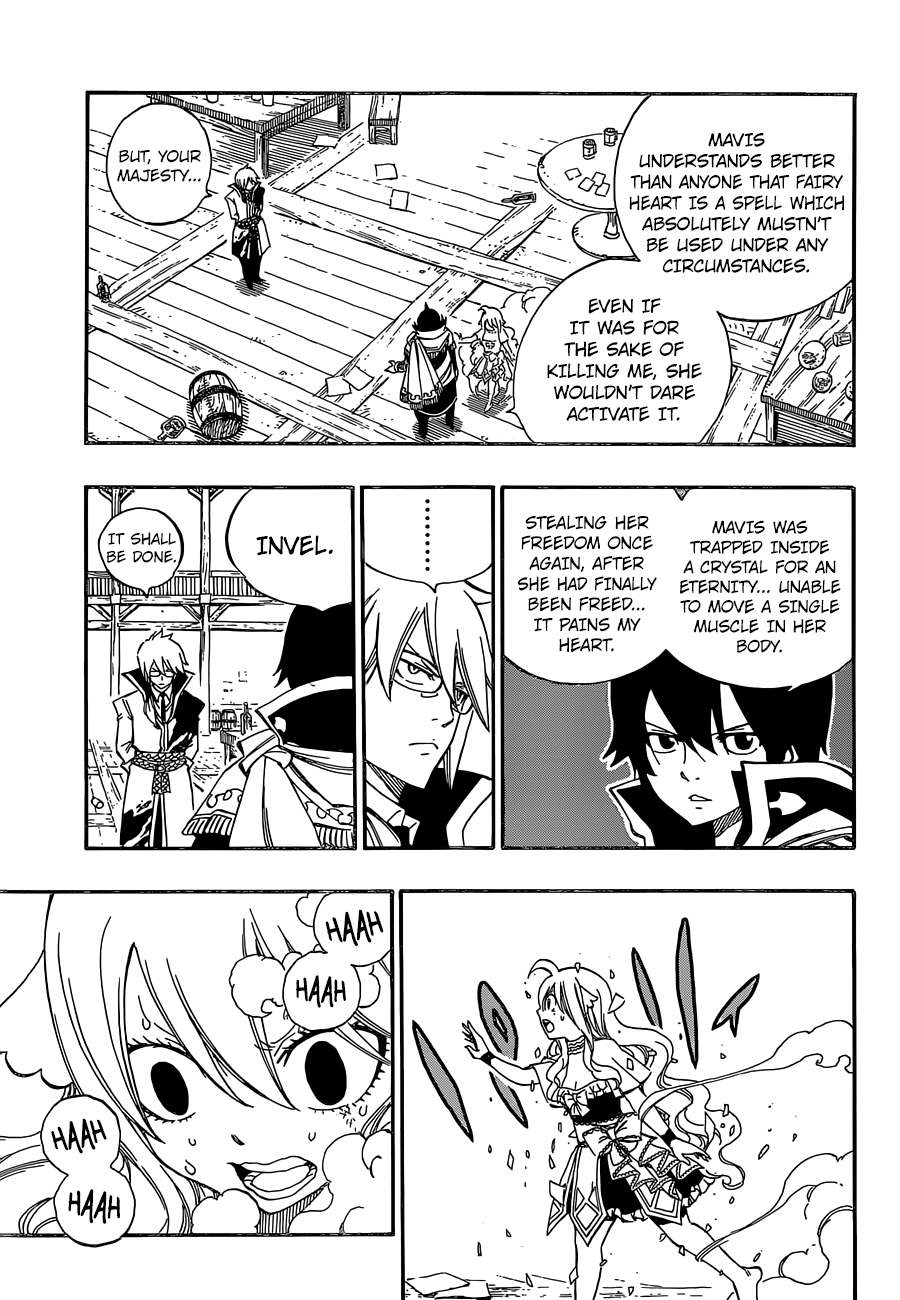 MAVIS
UNDERSTANDS BETTER
THAN ANYONE THAT FAIRY
HEART IS A SPELL WHICH
ABSOLUTELY MUSTN'T
BE USED UNDER ANY
CIRCUMSTANCES.
EVEN IF
IT WAS FOR
THE SAKE OF
KILLING ME, SHE
WOULDN'T DARE
ACTIVATE IT.
BUT, YOUR
MAJESTY...
MAVIS WAS
TRAPPED INSIDE
A CRYSTAL FOR AN
ETERNITY... UNABLE
TO MOVE A SINGLE
MUSCLE IN HER
BODY.
STEALING HER
FREEDOM ONCE
AGAIN, AFTER
SHE HAD FINALLY
BEEN FREED...
IT PAINS MY
HEART.
........
INVEL.
IT SHALL
BE DONE.
HAAH
HAAH
HAAH
HAAH